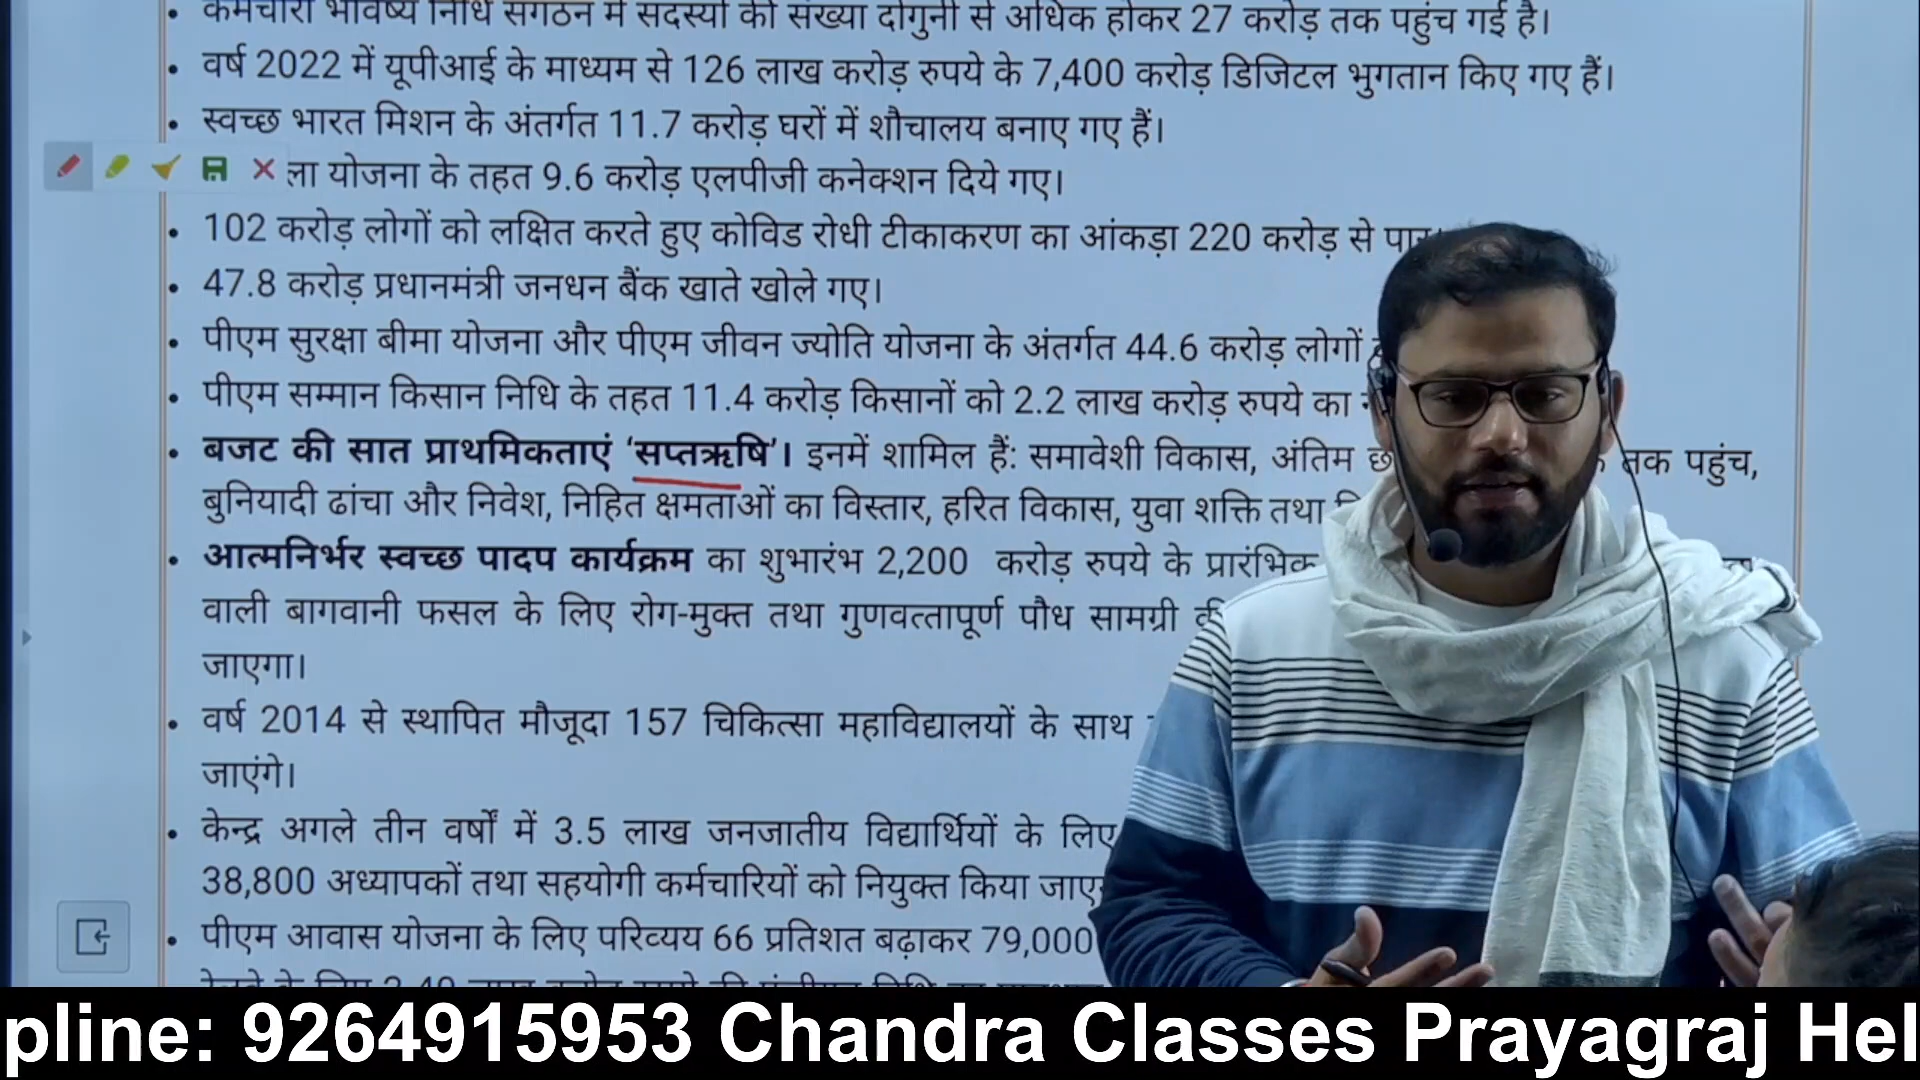 • कर्मचारी भविष्य निधि संगठन में सदस्यों की संख्या दोगुनी से अधिक होकर 27 करोड़ तक पहुंच गई है।
• वर्ष 2022 में यूपीआई के माध्यम से 126 लाख करोड़ रुपये के 7,400 करोड़ डिजिटल भुगतान किए गए हैं।
• स्वच्छ भारत मिशन के अंतर्गत 11.7 करोड़ घरों में शौचालय बनाए गए हैं।
ला योजना के तहत 9.6 करोड़ एलपीजी कनेक्शन दिये गए।
• 102 करोड़ लोगों को लक्षित करते हुए कोविड रोधी टीकाकरण का आंकड़ा 220 करोड़ से पार
• 47.8 करोड़ प्रधानमंत्री जनधन बैंक खाते खोले गए।
• पीएम सुरक्षा बीमा योजना और पीएम जीवन ज्योति योजना के अंतर्गत 44.6 करोड़ लोगों
• पीएम सम्मान किसान निधि के तहत 11.4 करोड़ किसानों को 2.2 लाख करोड़ रुपये का
• बजट की सात प्राथमिकताएं ‘सप्तऋषि’। इनमें शामिल हैं: समावेशी विकास, अंतिम तक पहुंच,
बुनियादी ढांचा और निवेश, निहित क्षमताओं का विस्तार, हरित विकास, युवा शक्ति तथा
• आत्मनिर्भर स्वच्छ पादप कार्यक्रम का शुभारंभ 2,200 करोड़ रुपये के प्रारंभिक
वाली बागवानी फसल के लिए रोग-मुक्त तथा गुणवत्तापूर्ण पौध सामग्री
जाएगा।
• वर्ष 2014 से स्थापित मौजूदा 157 चिकित्सा महाविद्यालयों के साथ
जाएंगे।
• केन्द्र अगले तीन वर्षों में 3.5 लाख जनजातीय विद्यार्थियों के लिए
38,800 अध्यापकों तथा सहयोगी कर्मचारियों को नियुक्त किया
• पीएम आवास योजना के लिए परिव्यय 66 प्रतिशत बढ़ाकर 79,000
pline: 9264915953 Chandra Classes Prayagraj Hel